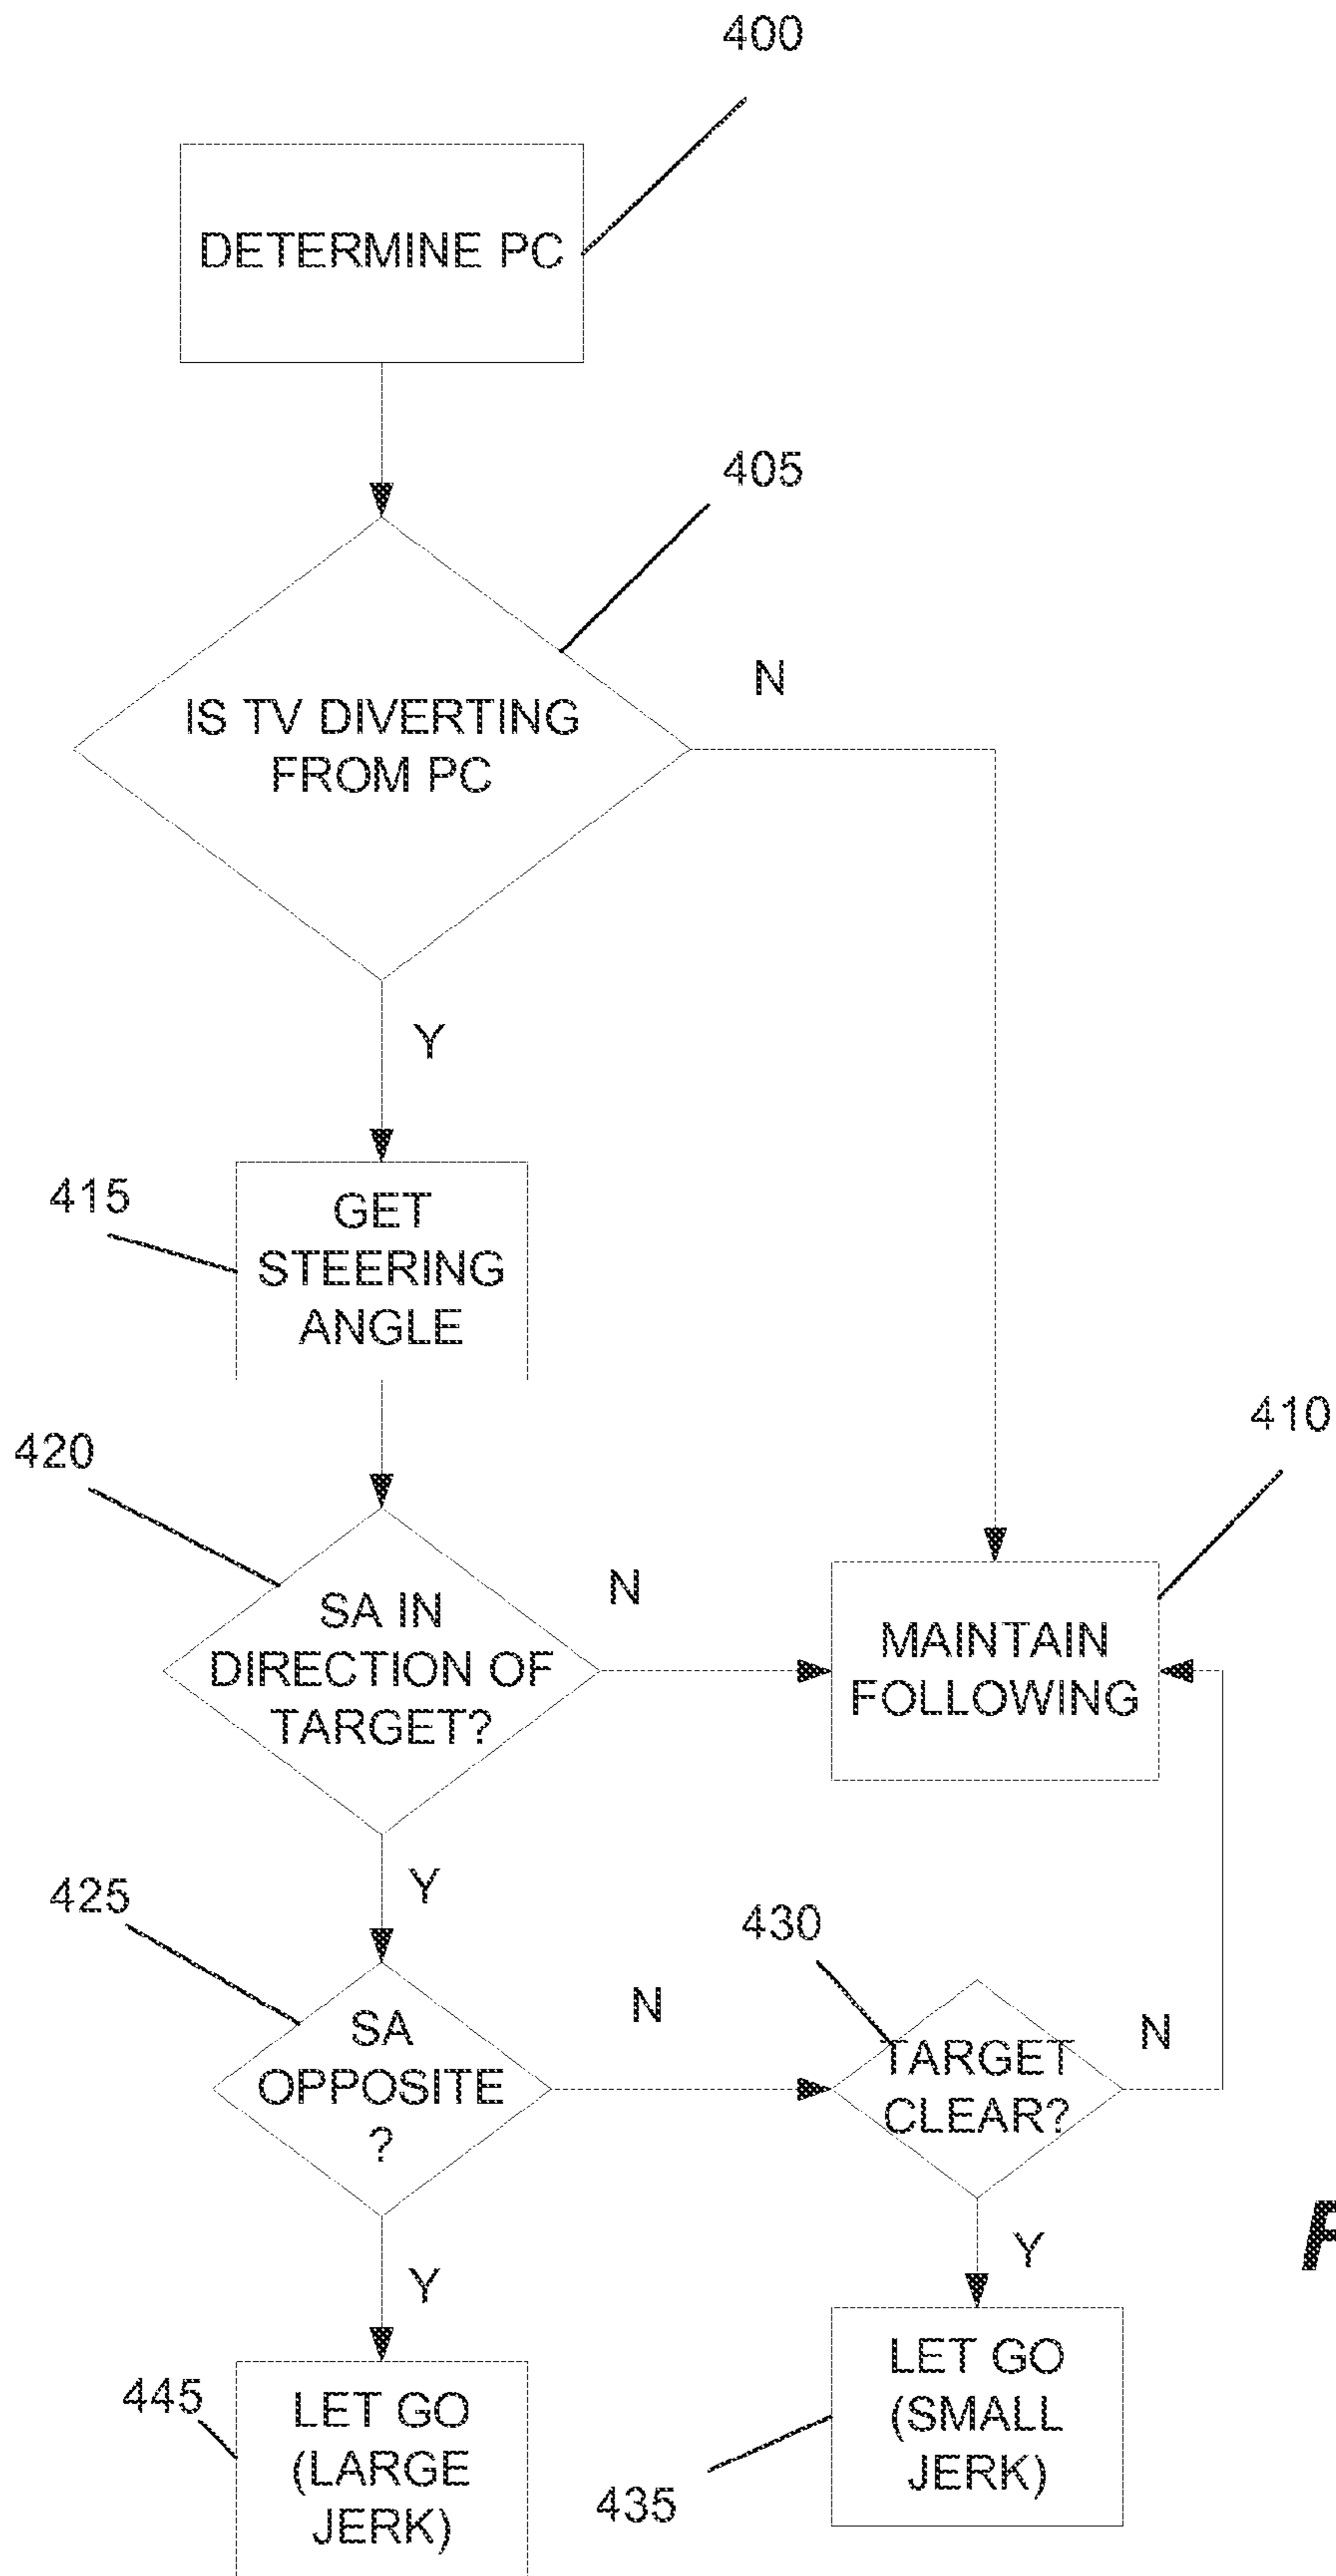 400
DETERMINE PC
405
IS TV DIVERTING
FROM PC
N
Y
415
GET
STEERING
ANGLE
420
SA IN
DIRECTION OF
TARGET?
N
410
MAINTAIN
FOLLOWING
Y
425
SA
OPPOSITE
?
N
430
TARGET
CLEAR?
N
Y
Y
445
LET GO
(LARGE
JERK)
435
LET GO
(SMALL
JERK)